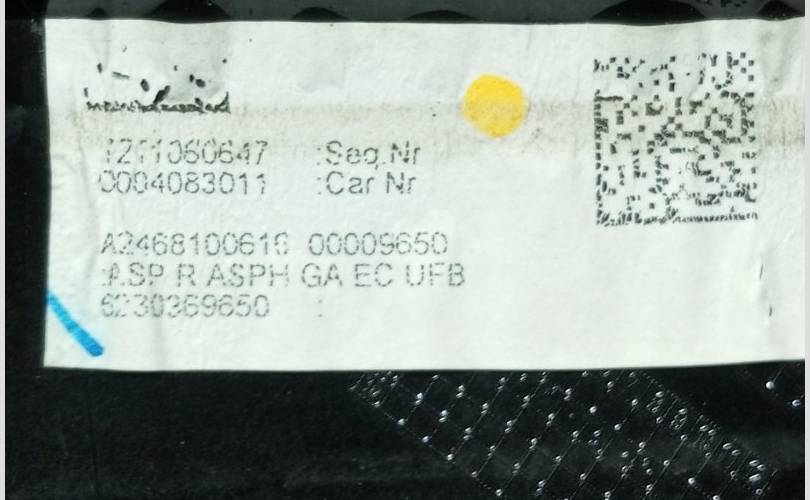 1211060647 :Seq.Nr
0004083011 :Car Nr
A2468100616 00009650
:ASP R ASPH GA EC UFB
6230369650 :